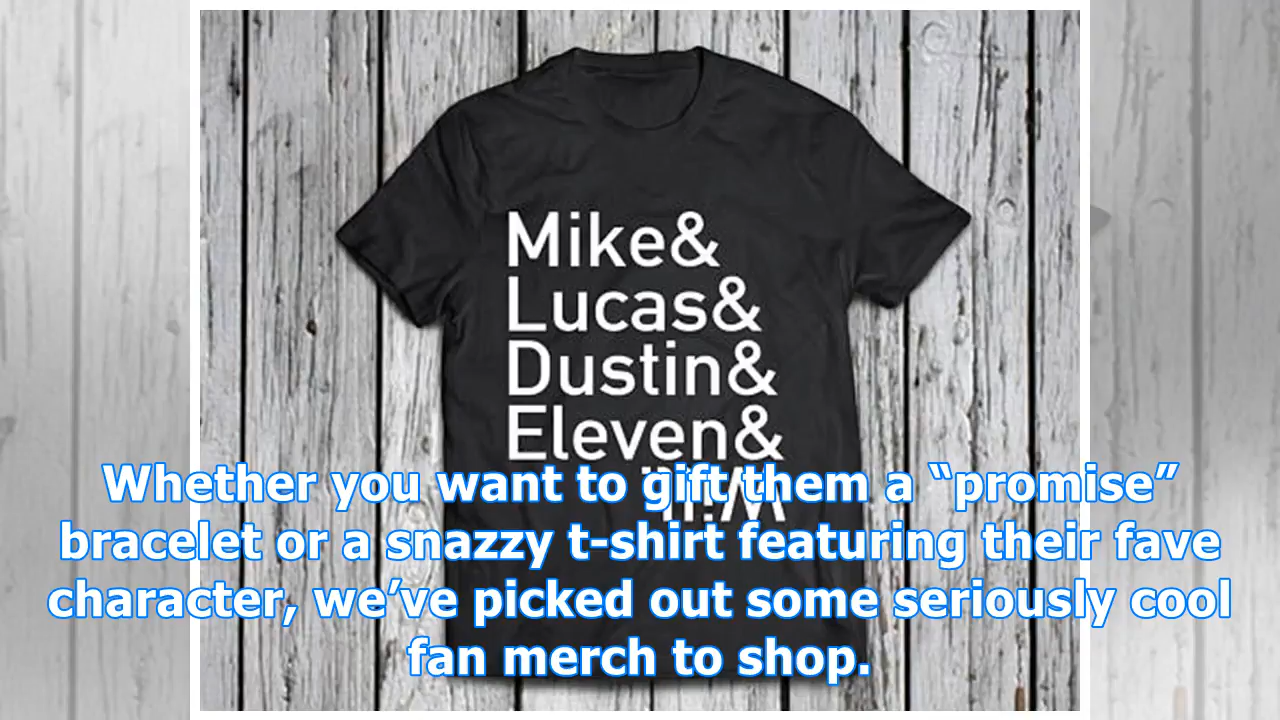 Mike&
Lucas&
Dustin&
Eleven&
Will
Whether you want to gift them a “promise”
bracelet or a snazzy t-shirt featuring their fave
character, we’ve picked out some seriously cool
fan merch to shop.